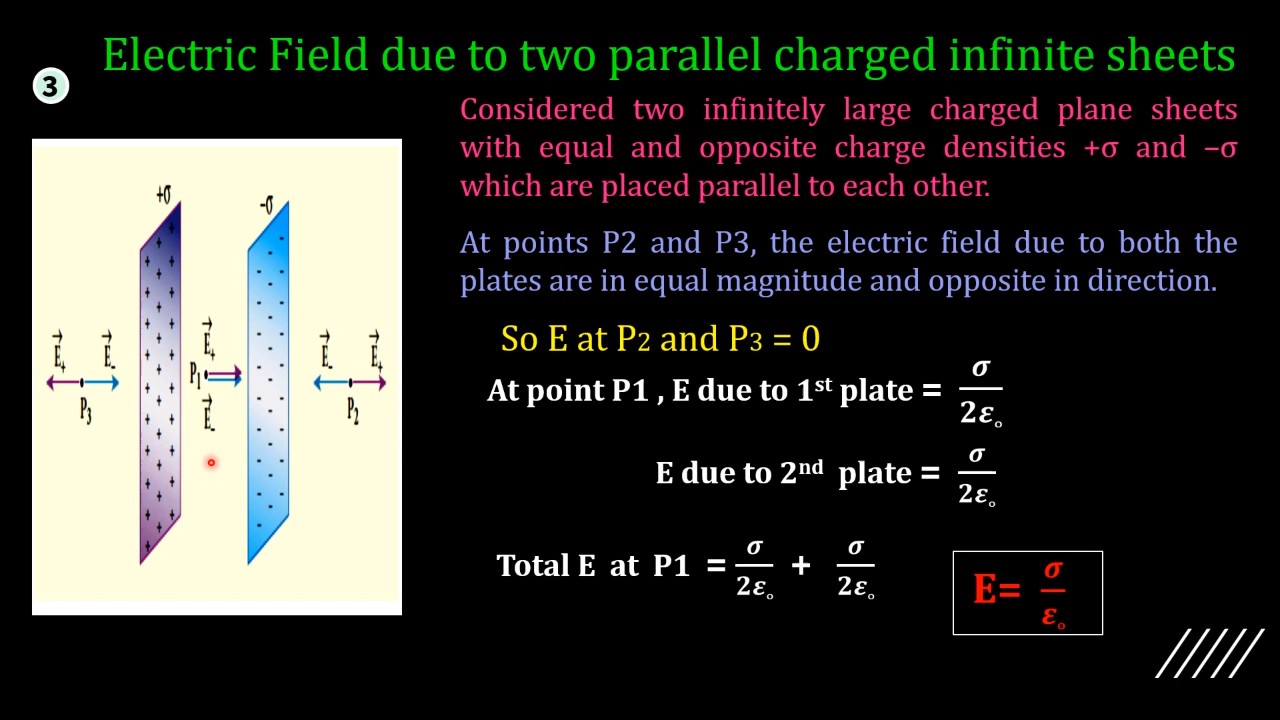 Electric Field due to two parallel charged infinite sheets
3
Considered two infinitely large charged plane sheets
with equal and opposite charge densities +σ and –σ
which are placed parallel to each other.
At points P2 and P3, the electric field due to both the
plates are in equal magnitude and opposite in direction.
So E at P2 and P3 = 0
At point P1 , E due to 1st plate = σ/2ε₀
E due to 2nd plate = σ/2ε₀
Total E at P1 = σ/2ε₀ + σ/2ε₀
E= σ/ε₀
+σ
-σ
E₊ E₋
P₃
E₊
P₁
E₋
E₋ E₊
P₂